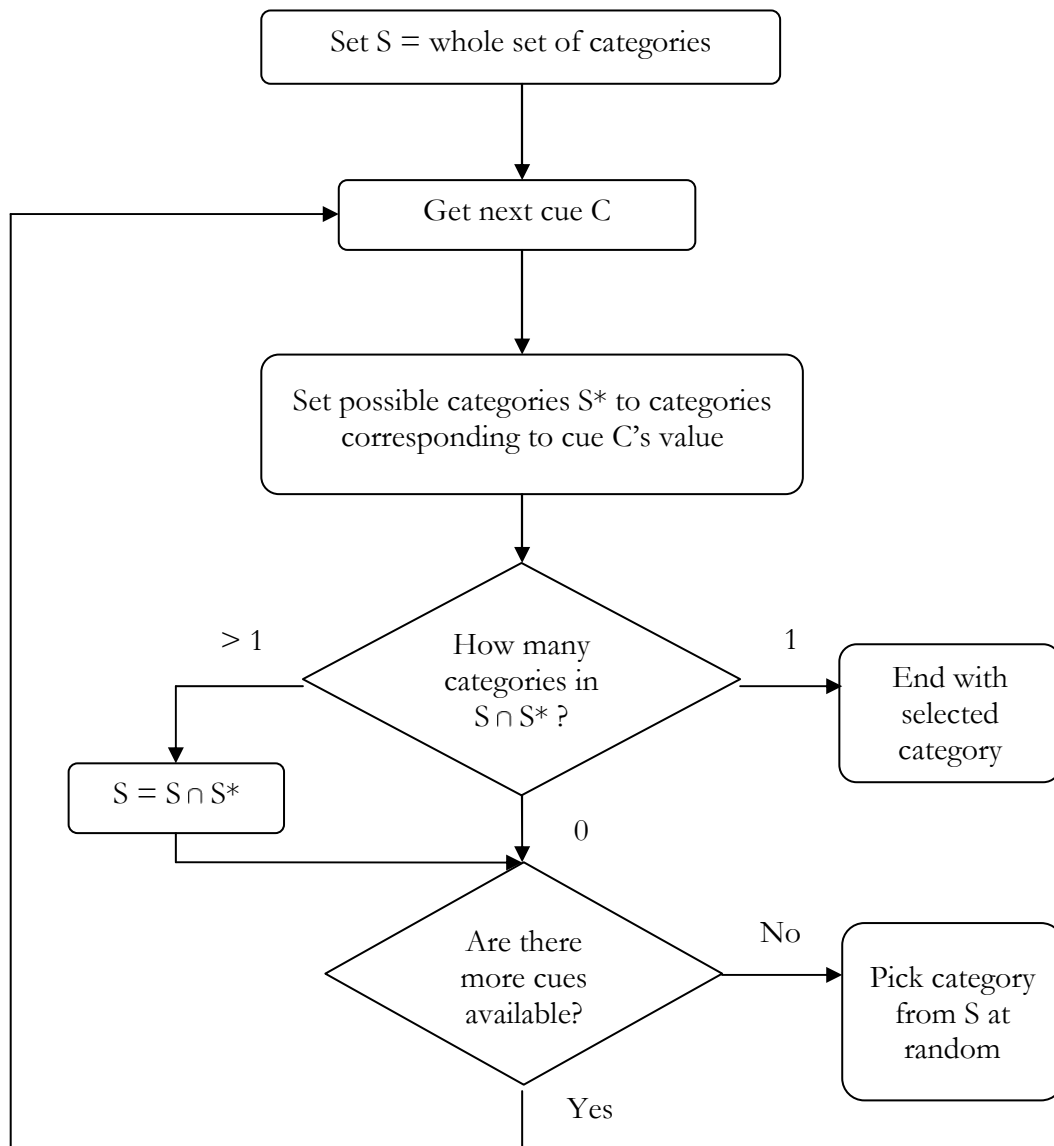 Set S = whole set of categories
Get next cue C
Set possible categories S* to categories
corresponding to cue C’s value
> 1
How many
categories in
S ∩ S* ?
1
End with
selected
category
S = S ∩ S*
0
Are there
more cues
available?
No
Pick category
from S at
random
Yes